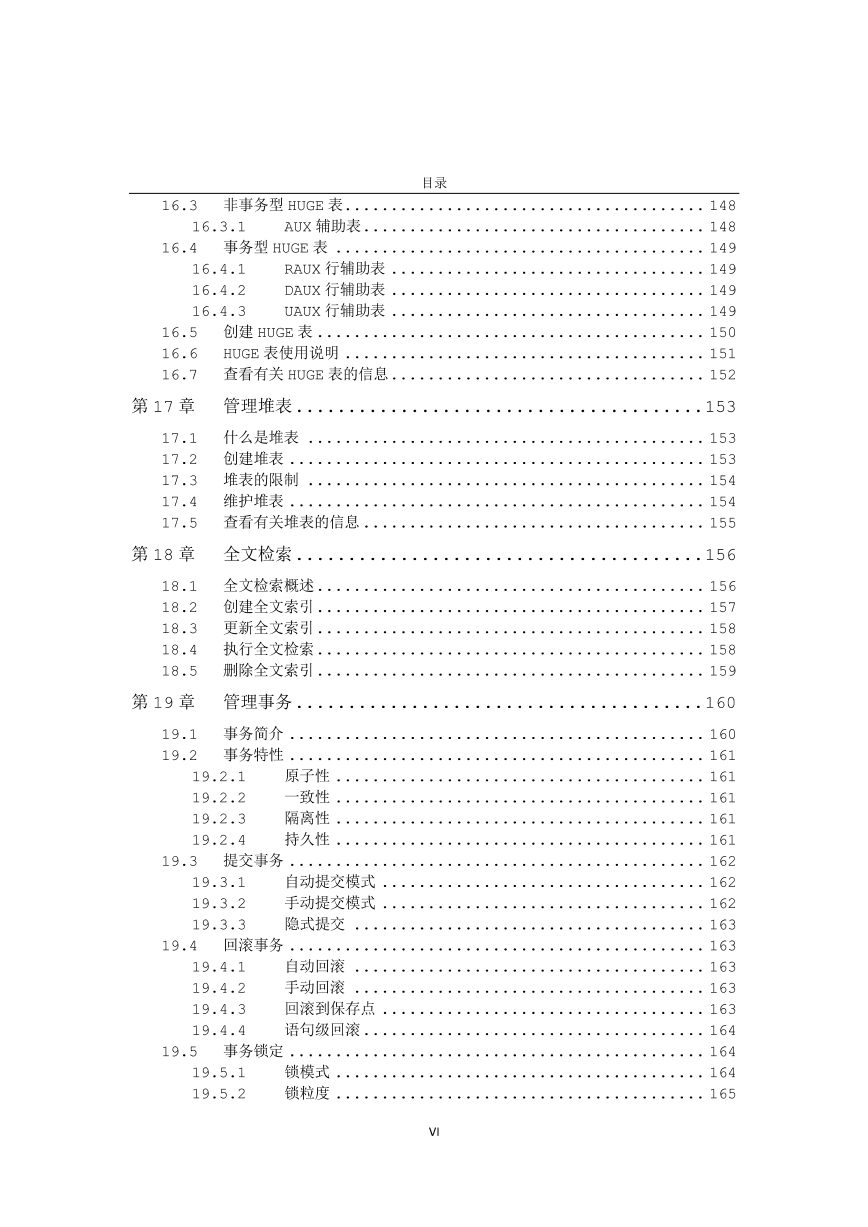 目录
16.3 非事务型 HUGE 表....................................... 148
16.3.1 AUX 辅助表..................................... 148
16.4 事务型 HUGE 表 ........................................ 149
16.4.1 RAUX 行辅助表 .................................. 149
16.4.2 DAUX 行辅助表 .................................. 149
16.4.3 UAUX 行辅助表 .................................. 149
16.5 创建 HUGE 表 .......................................... 150
16.6 HUGE 表使用说明 ....................................... 151
16.7 查看有关 HUGE 表的信息.................................. 152
第 17 章 管理堆表.......................................153
17.1 什么是堆表 ........................................... 153
17.2 创建堆表 ............................................. 153
17.3 堆表的限制 ........................................... 154
17.4 维护堆表 ............................................. 154
17.5 查看有关堆表的信息 ..................................... 155
第 18 章 全文检索.......................................156
18.1 全文检索概述.......................................... 156
18.2 创建全文索引.......................................... 157
18.3 更新全文索引.......................................... 158
18.4 执行全文检索.......................................... 158
18.5 删除全文索引.......................................... 159
第 19 章 管理事务.......................................160
19.1 事务简介 ............................................. 160
19.2 事务特性 ............................................. 161
19.2.1 原子性 ........................................ 161
19.2.2 一致性 ........................................ 161
19.2.3 隔离性 ........................................ 161
19.2.4 持久性 ........................................ 161
19.3 提交事务 ............................................. 162
19.3.1 自动提交模式 ................................... 162
19.3.2 手动提交模式 ................................... 162
19.3.3 隐式提交 ...................................... 163
19.4 回滚事务 ............................................. 163
19.4.1 自动回滚 ...................................... 163
19.4.2 手动回滚 ...................................... 163
19.4.3 回滚到保存点 ................................... 163
19.4.4 语句级回滚..................................... 164
19.5 事务锁定 ............................................. 164
19.5.1 锁模式 ........................................ 164
19.5.2 锁粒度 ........................................ 165
VI